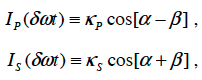 I_P(δωt) ≡ κ_P cos[α − β] ,
I_S(δωt) ≡ κ_S cos[α + β] ,